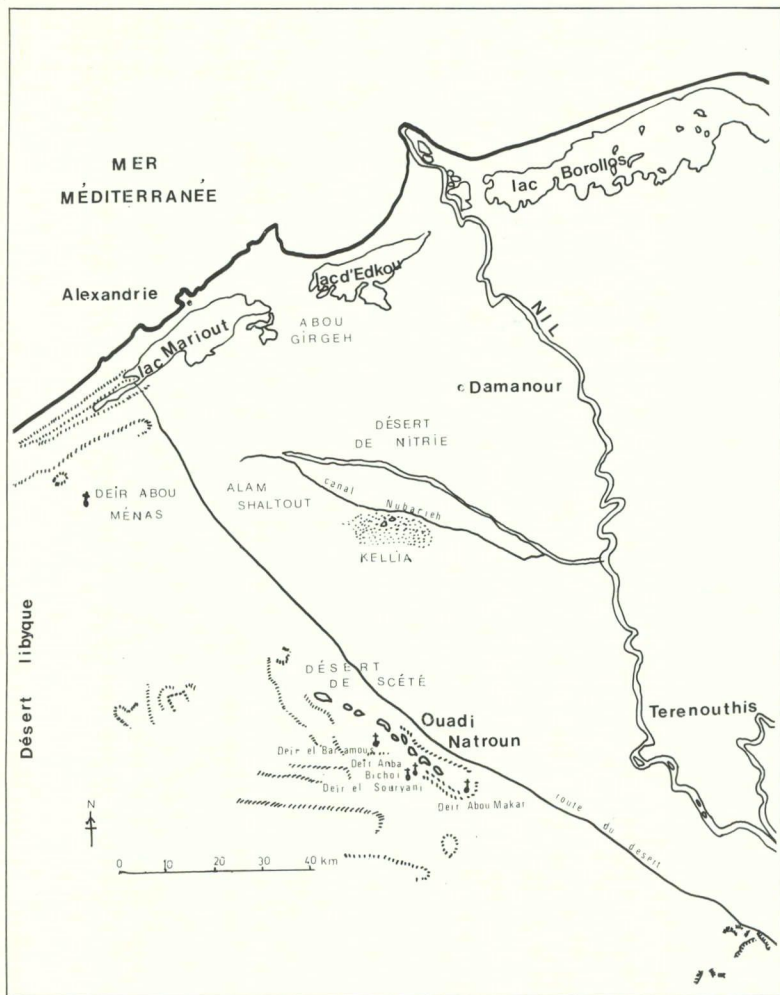 MER
MÉDITERRANÉE
lac Borollos
lac d'Edkou
Alexandrie
lac Mariout
ABOU
GIRGEH
NIL
Damanour
DÉSERT
DE NITRIE
ALAM
SHALTOUT
canal Nubarieh
DEIR ABOU
MÉNAS
KELLIA
Désert libyque
DÉSERT
DE SCÉTÉ
Ouadi
Natroun
Terenouthis
Deir el Baramous
Deir Anba
Bichoï
Deir el Souryani
Deir Abou Makar
route du désert
N
0 10 20 30 40 km